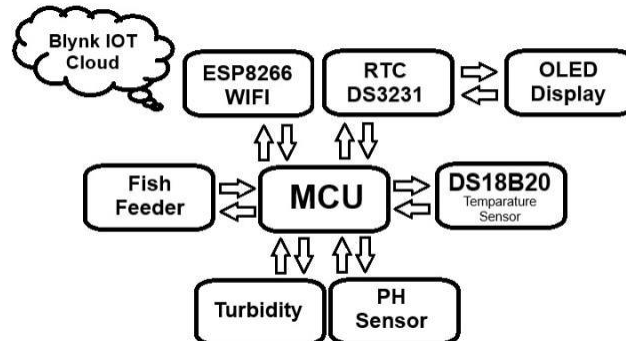 Blynk IOT
Cloud
ESP8266
WIFI
RTC
DS3231
OLED
Display
Fish
Feeder
MCU
DS18B20
Temparature
Sensor
Turbidity
PH
Sensor